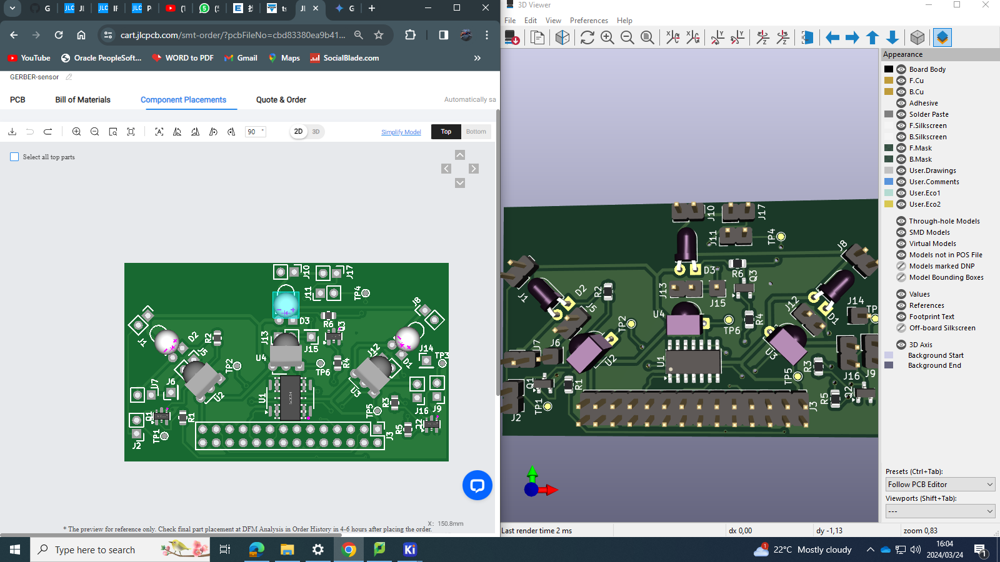 G
JLC JI
JLC IF
JLC P
(1
(5
E
ts
JI
G
cart.jlcpcb.com/smt-order/?pcbFileNo=cbd83380ea9b41...
YouTube
Oracle PeopleSoft...
WORD to PDF
Gmail
Maps
SocialBlade.com
»
GERBER-sensor
PCB
Bill of Materials
Component Placements
Quote & Order
Automatically sa
90 °
2D
3D
Simplify Model
Top
Bottom
Select all top parts
J10
J17
J11
TP4
J8
D3
R6
Q3
J1
D2
R2
J13
J15
J12
J14
J5
U4
R4
D1
TP3
TP2
TP6
J7
J6
U2
U1
U3
R3
Q1
R1
TP5
J16
J9
TP1
J2
J3
R5
Q2
X: 150.8mm
* The preview for reference only. Check final part placement at DFM Analysis in Order History in 4-6 hours after placing the order.
3D Viewer
File
Edit
View
Preferences
Help
J10
J17
J11
TP4
J8
D3
R6
Q3
J1
D2
R2
J13
J15
J12
J14
J5
U4
R4
D1
TP
TP2
TP6
U7
J6
U2
U1
U3
R3
Q1
R1
TP5
J16
J9
TP1
J2
J3
R5
Q2
Appearance
Board Body
F.Cu
B.Cu
Adhesive
Solder Paste
F.Silkscreen
B.Silkscreen
F.Mask
B.Mask
User.Drawings
User.Comments
User.Eco1
User.Eco2
Through-hole Models
SMD Models
Virtual Models
Models not in POS File
Models marked DNP
Model Bounding Boxes
Values
References
Footprint Text
Off-board Silkscreen
3D Axis
Background Start
Background End
Presets (Ctrl+Tab):
Follow PCB Editor
Viewports (Shift+Tab):
---
Last render time 2 ms
dx 0,00
dy -1,13
zoom 0,83
Type here to search
Ki
1
22°C Mostly cloudy
16:04
2024/03/24
1